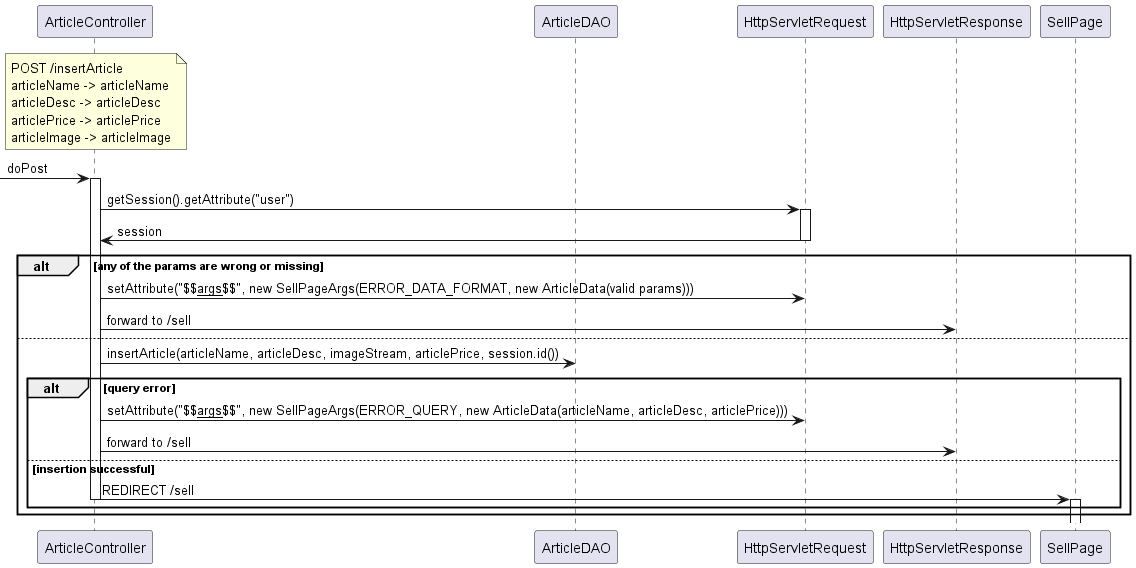 ArticleController
ArticleDAO
HttpServletRequest
HttpServletResponse
SellPage
POST /insertArticle
articleName -> articleName
articleDesc -> articleDesc
articlePrice -> articlePrice
articleImage -> articleImage
doPost
getSession().getAttribute("user")
session
alt
[any of the params are wrong or missing]
setAttribute("$$args$$", new SellPageArgs(ERROR_DATA_FORMAT, new ArticleData(valid params)))
forward to /sell
insertArticle(articleName, articleDesc, imageStream, articlePrice, session.id())
alt
[query error]
setAttribute("$$args$$", new SellPageArgs(ERROR_QUERY, new ArticleData(articleName, articleDesc, articlePrice)))
forward to /sell
[insertion successful]
REDIRECT /sell
ArticleController
ArticleDAO
HttpServletRequest
HttpServletResponse
SellPage